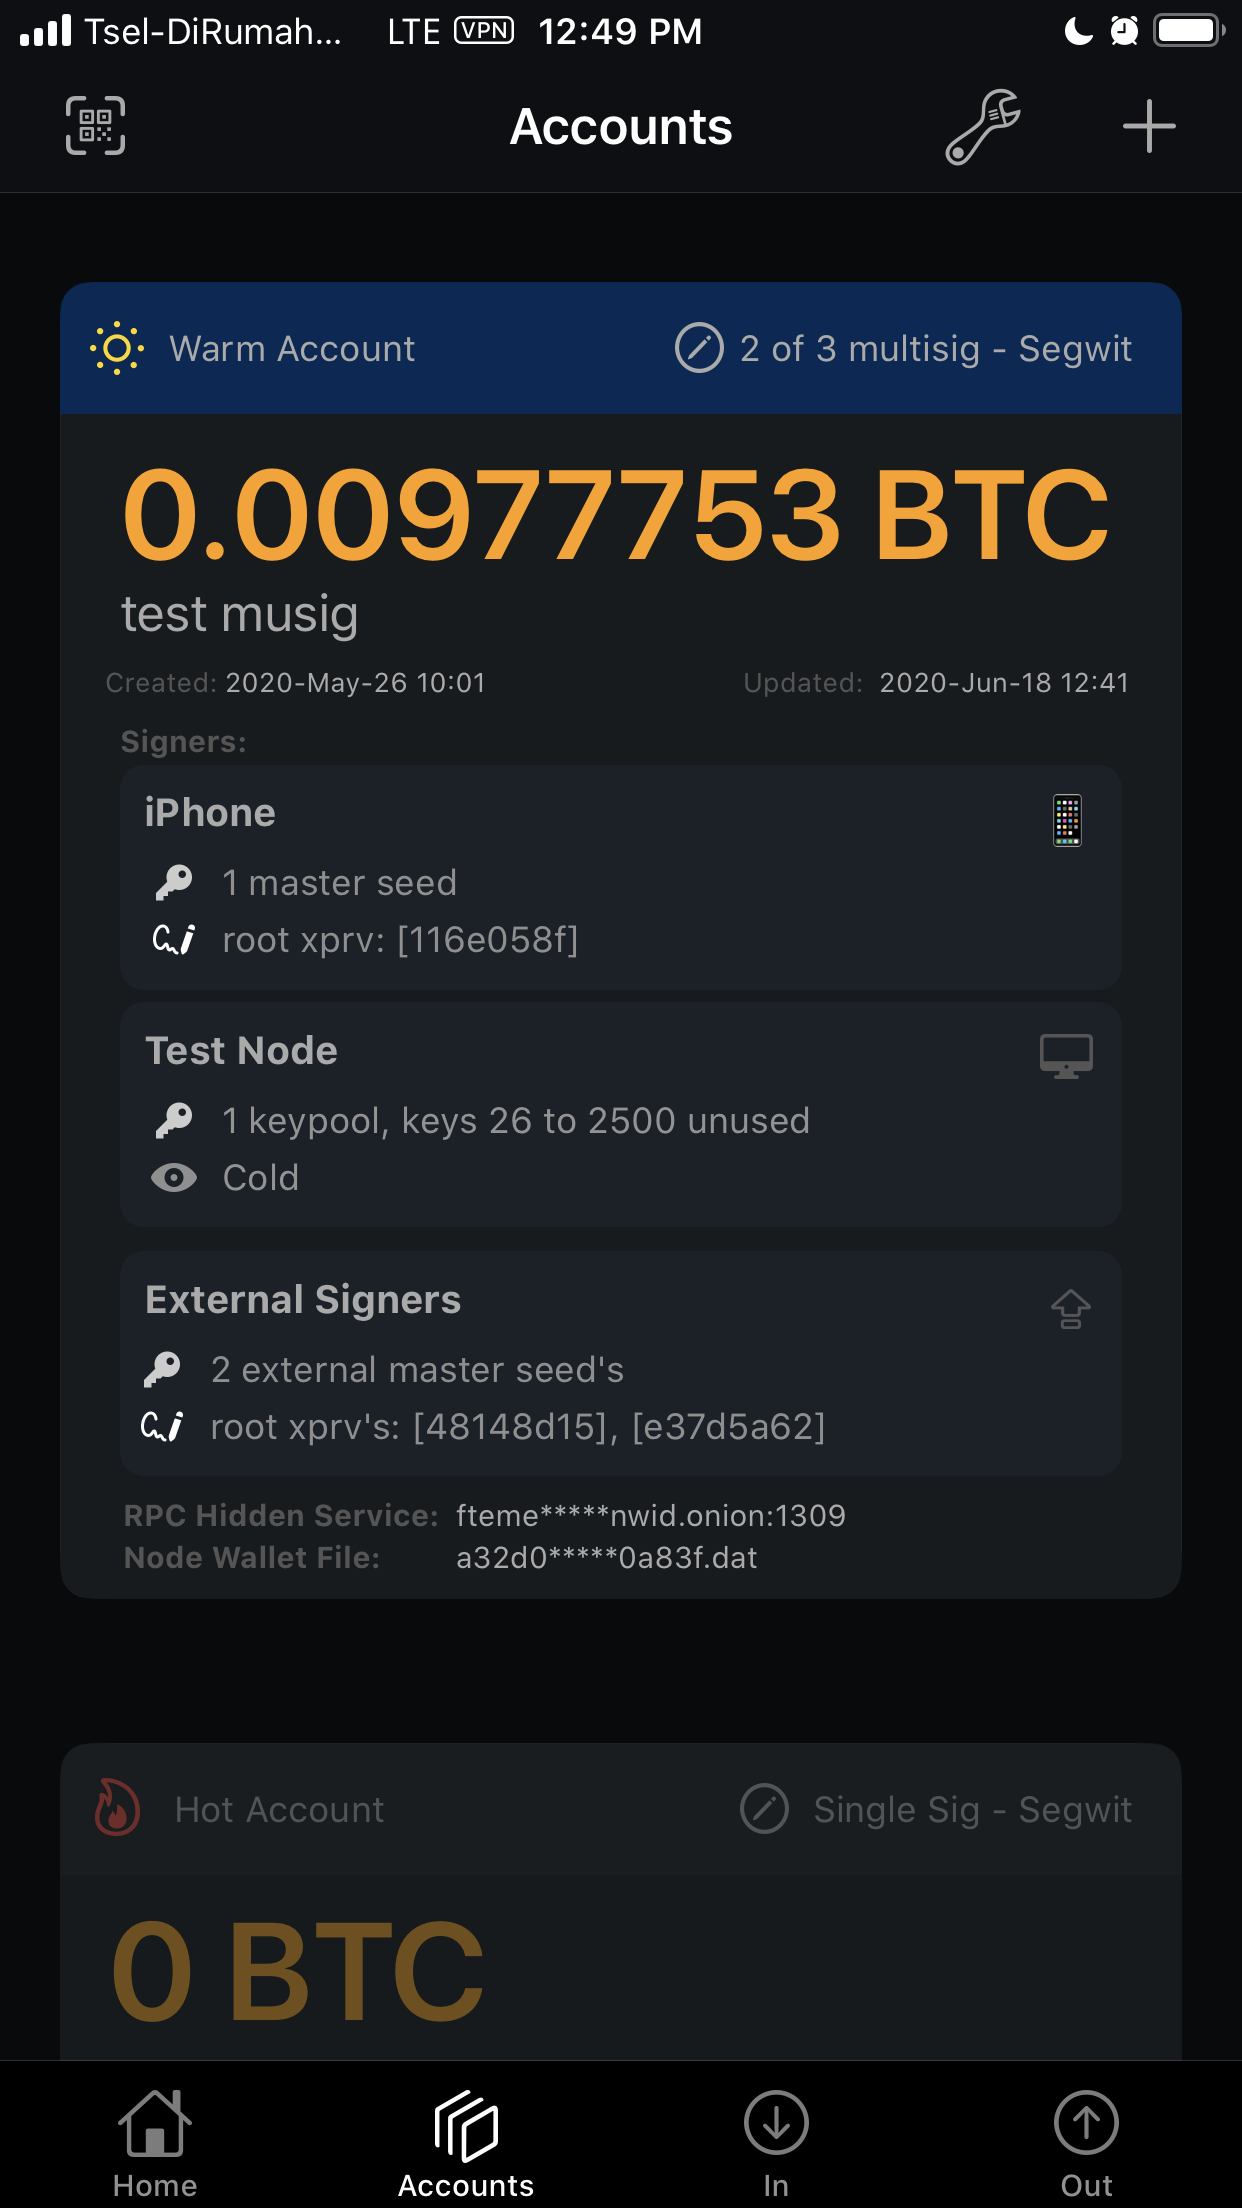 Tsel-DiRumah... LTE VPN 12:49 PM
Accounts
Warm Account 2 of 3 multisig - Segwit
0.00977753 BTC
test musig
Created: 2020-May-26 10:01 Updated: 2020-Jun-18 12:41
Signers:
iPhone
1 master seed
root xprv: [116e058f]
Test Node
1 keypool, keys 26 to 2500 unused
Cold
External Signers
2 external master seed's
root xprv's: [48148d15], [e37d5a62]
RPC Hidden Service: fteme*****nwid.onion:1309
Node Wallet File: a32d0*****0a83f.dat
Hot Account Single Sig - Segwit
0 BTC
Home Accounts In Out